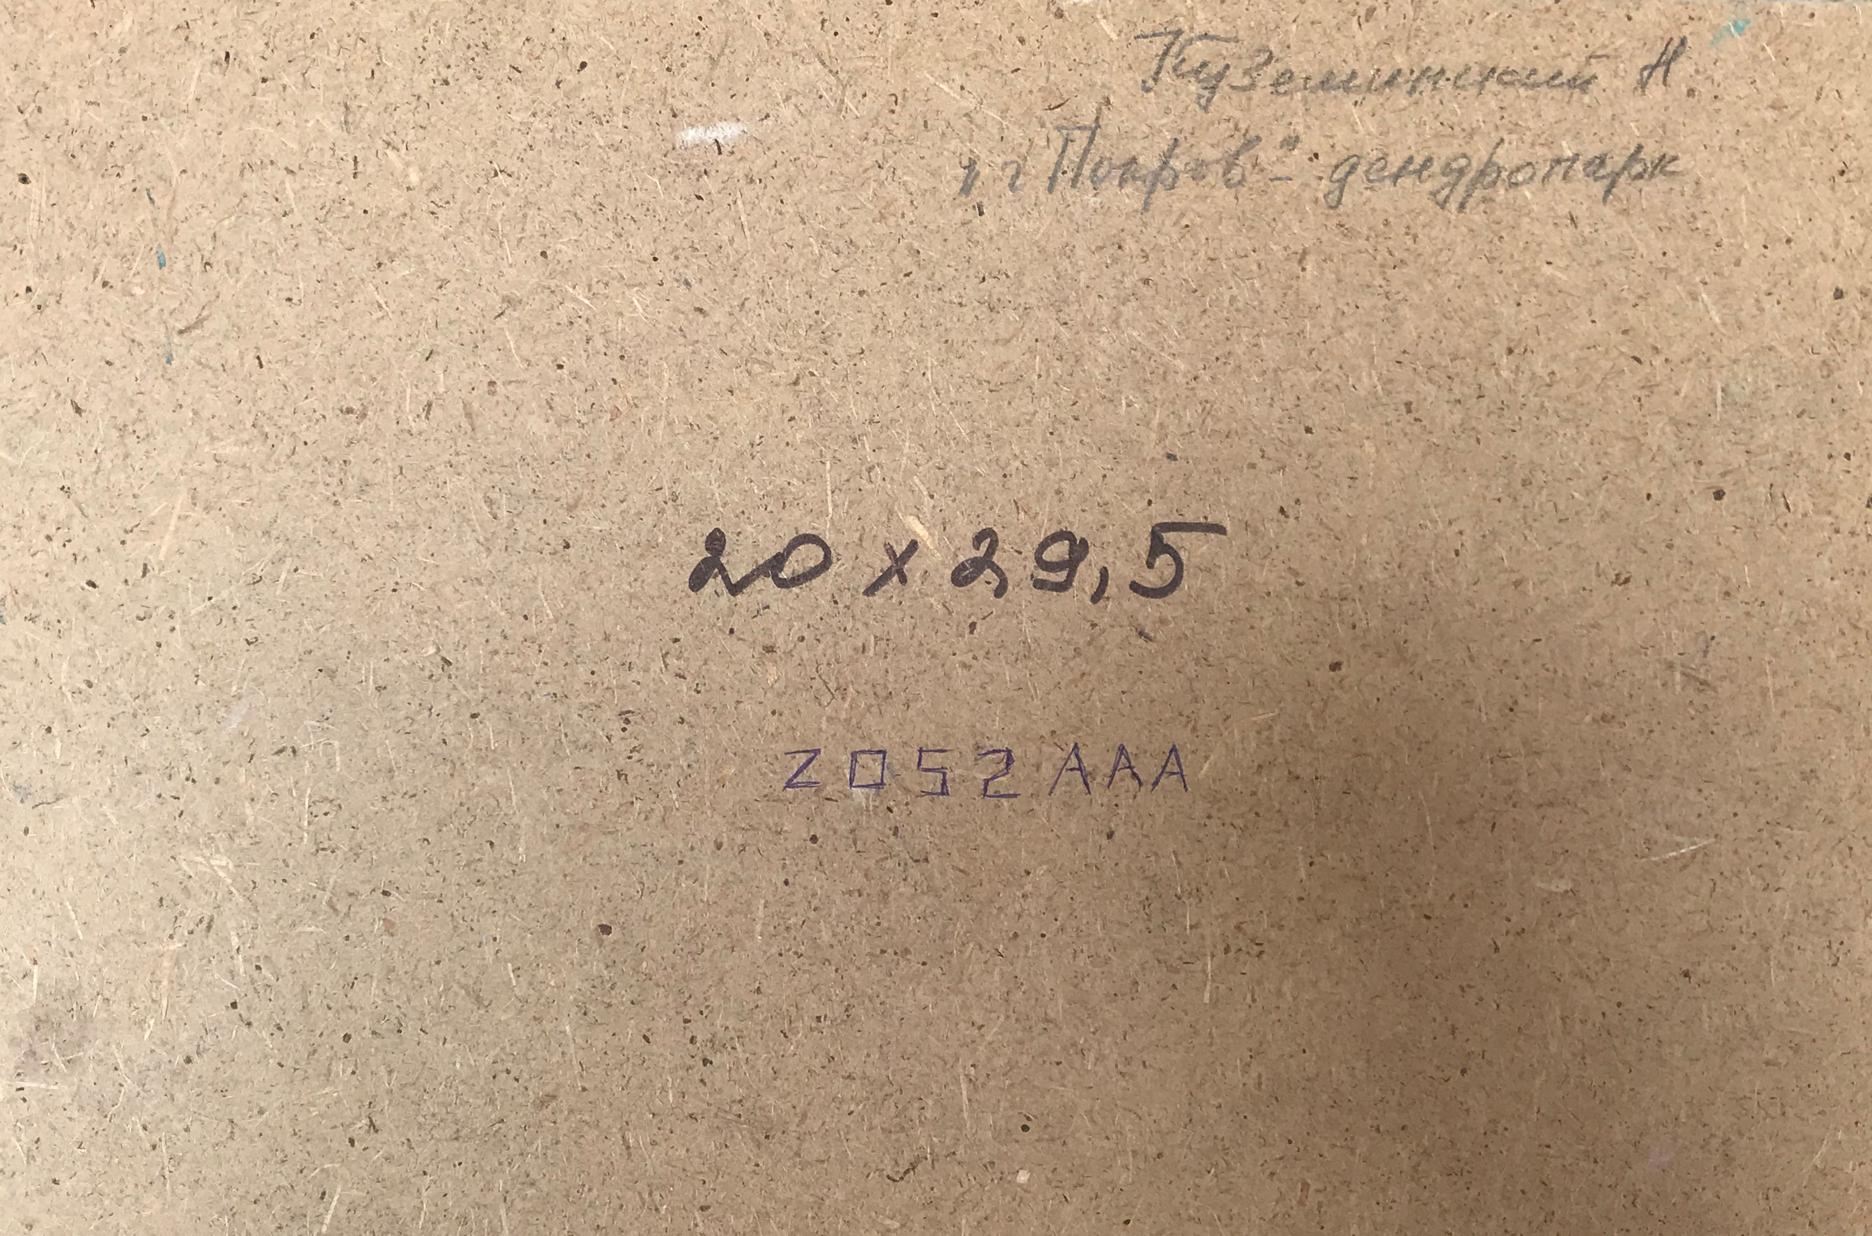 Куземинский Н
"г Покров" - дендропарк
20 x 29,5
Z052AAA